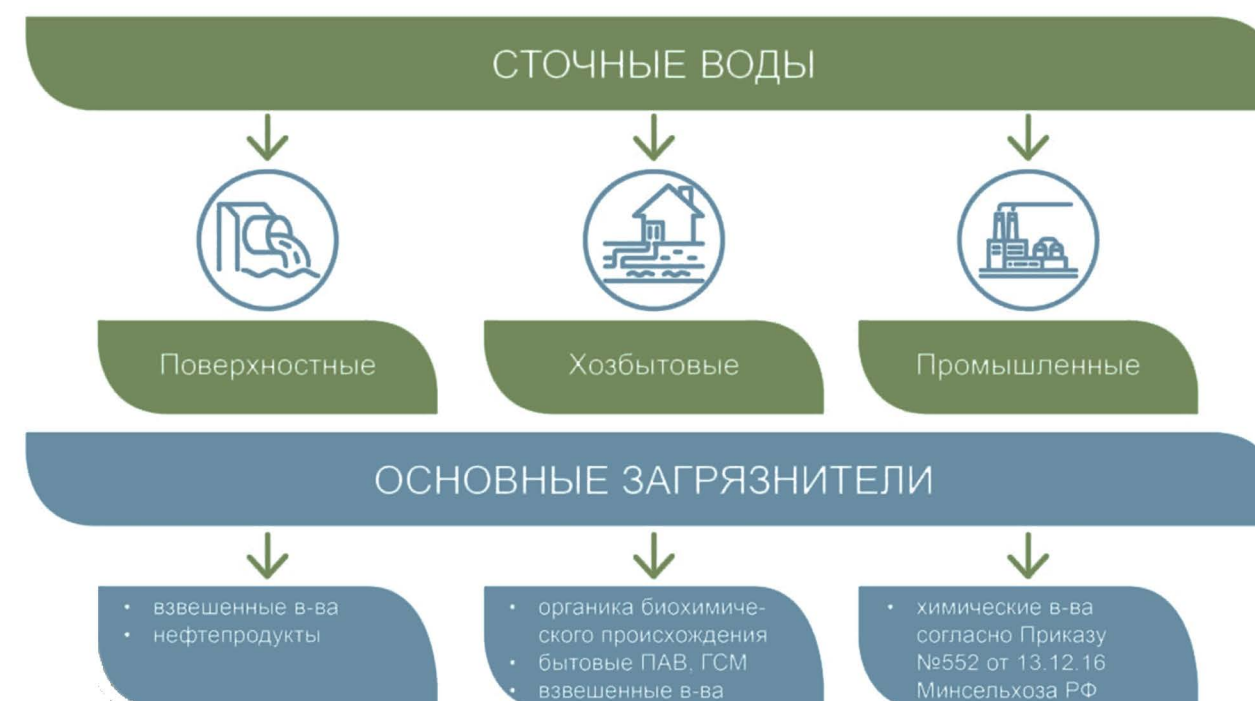 СТОЧНЫЕ ВОДЫ
Поверхностные
Хозбытовые
Промышленные
ОСНОВНЫЕ ЗАГРЯЗНИТЕЛИ
• взвешенные в-ва
• нефтепродукты
• органика биохимиче-
ского происхождения
• бытовые ПАВ, ГСМ
• взвешенные в-ва
• химические в-ва
согласно Приказу
№552 от 13.12.16
Минсельхоза РФ